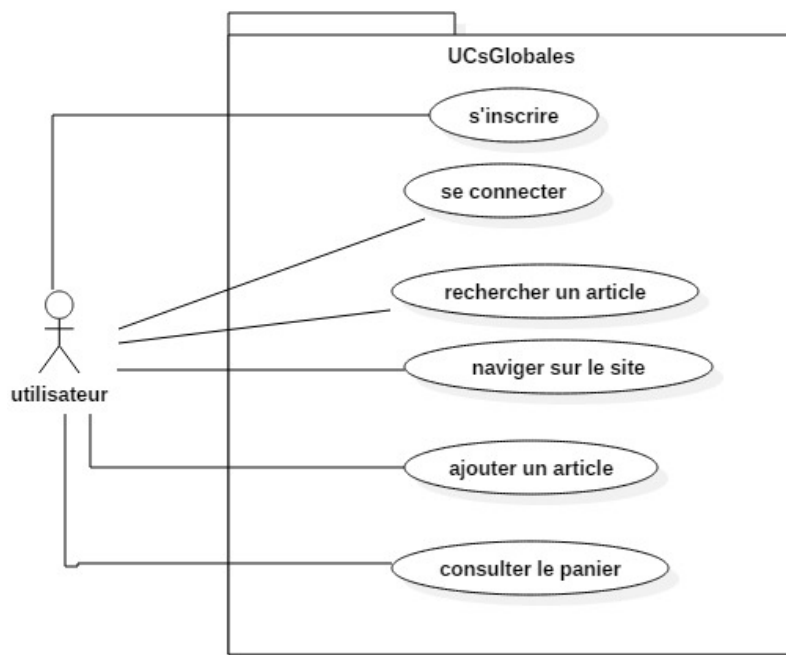 UCsGlobales
s'inscrire
se connecter
rechercher un article
naviger sur le site
utilisateur
ajouter un article
consulter le panier